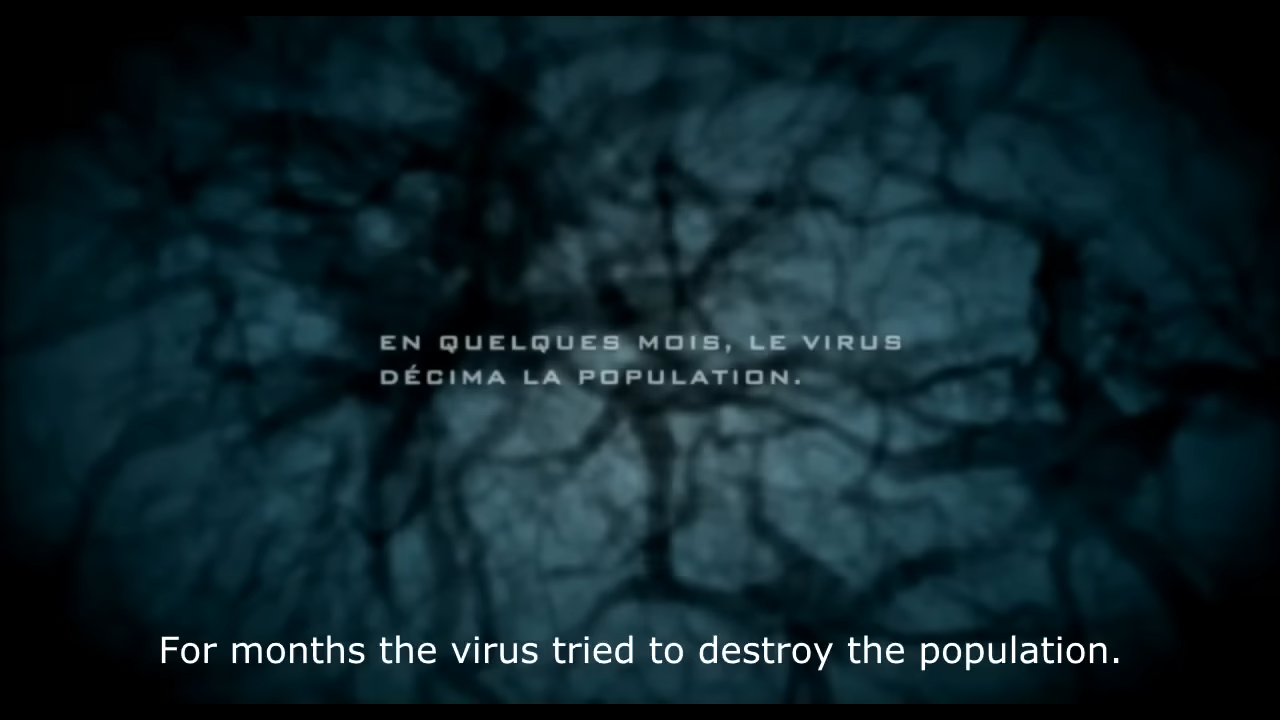 EN QUELQUES MOIS, LE VIRUS
DÉCIMA LA POPULATION.
For months the virus tried to destroy the population.